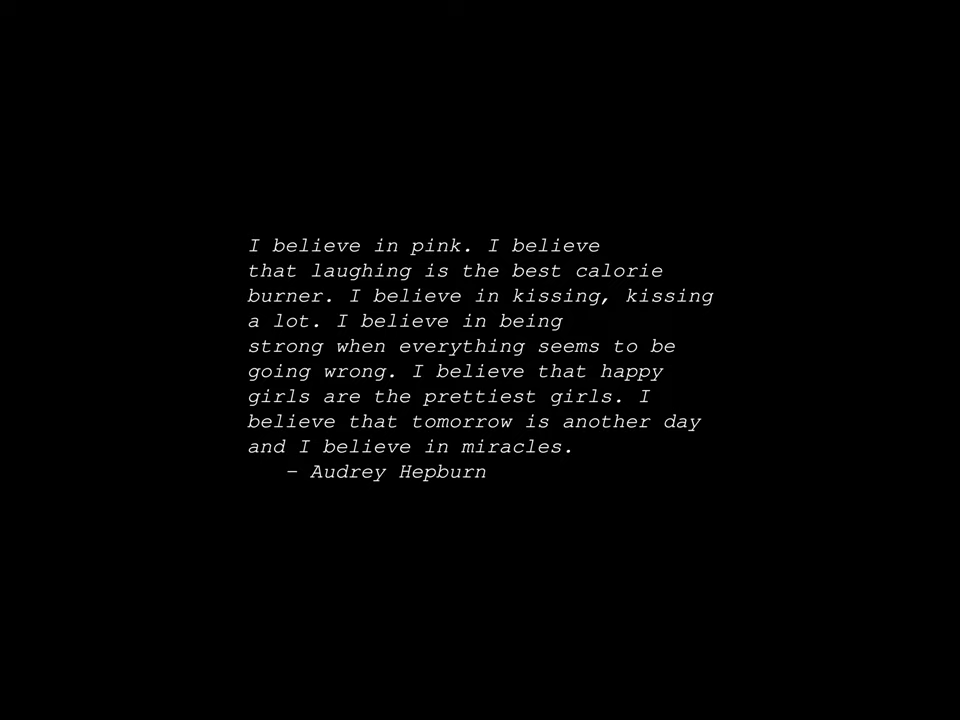 I believe in pink. I believe
that laughing is the best calorie
burner. I believe in kissing, kissing
a lot. I believe in being
strong when everything seems to be
going wrong. I believe that happy
girls are the prettiest girls. I
believe that tomorrow is another day
and I believe in miracles.
– Audrey Hepburn